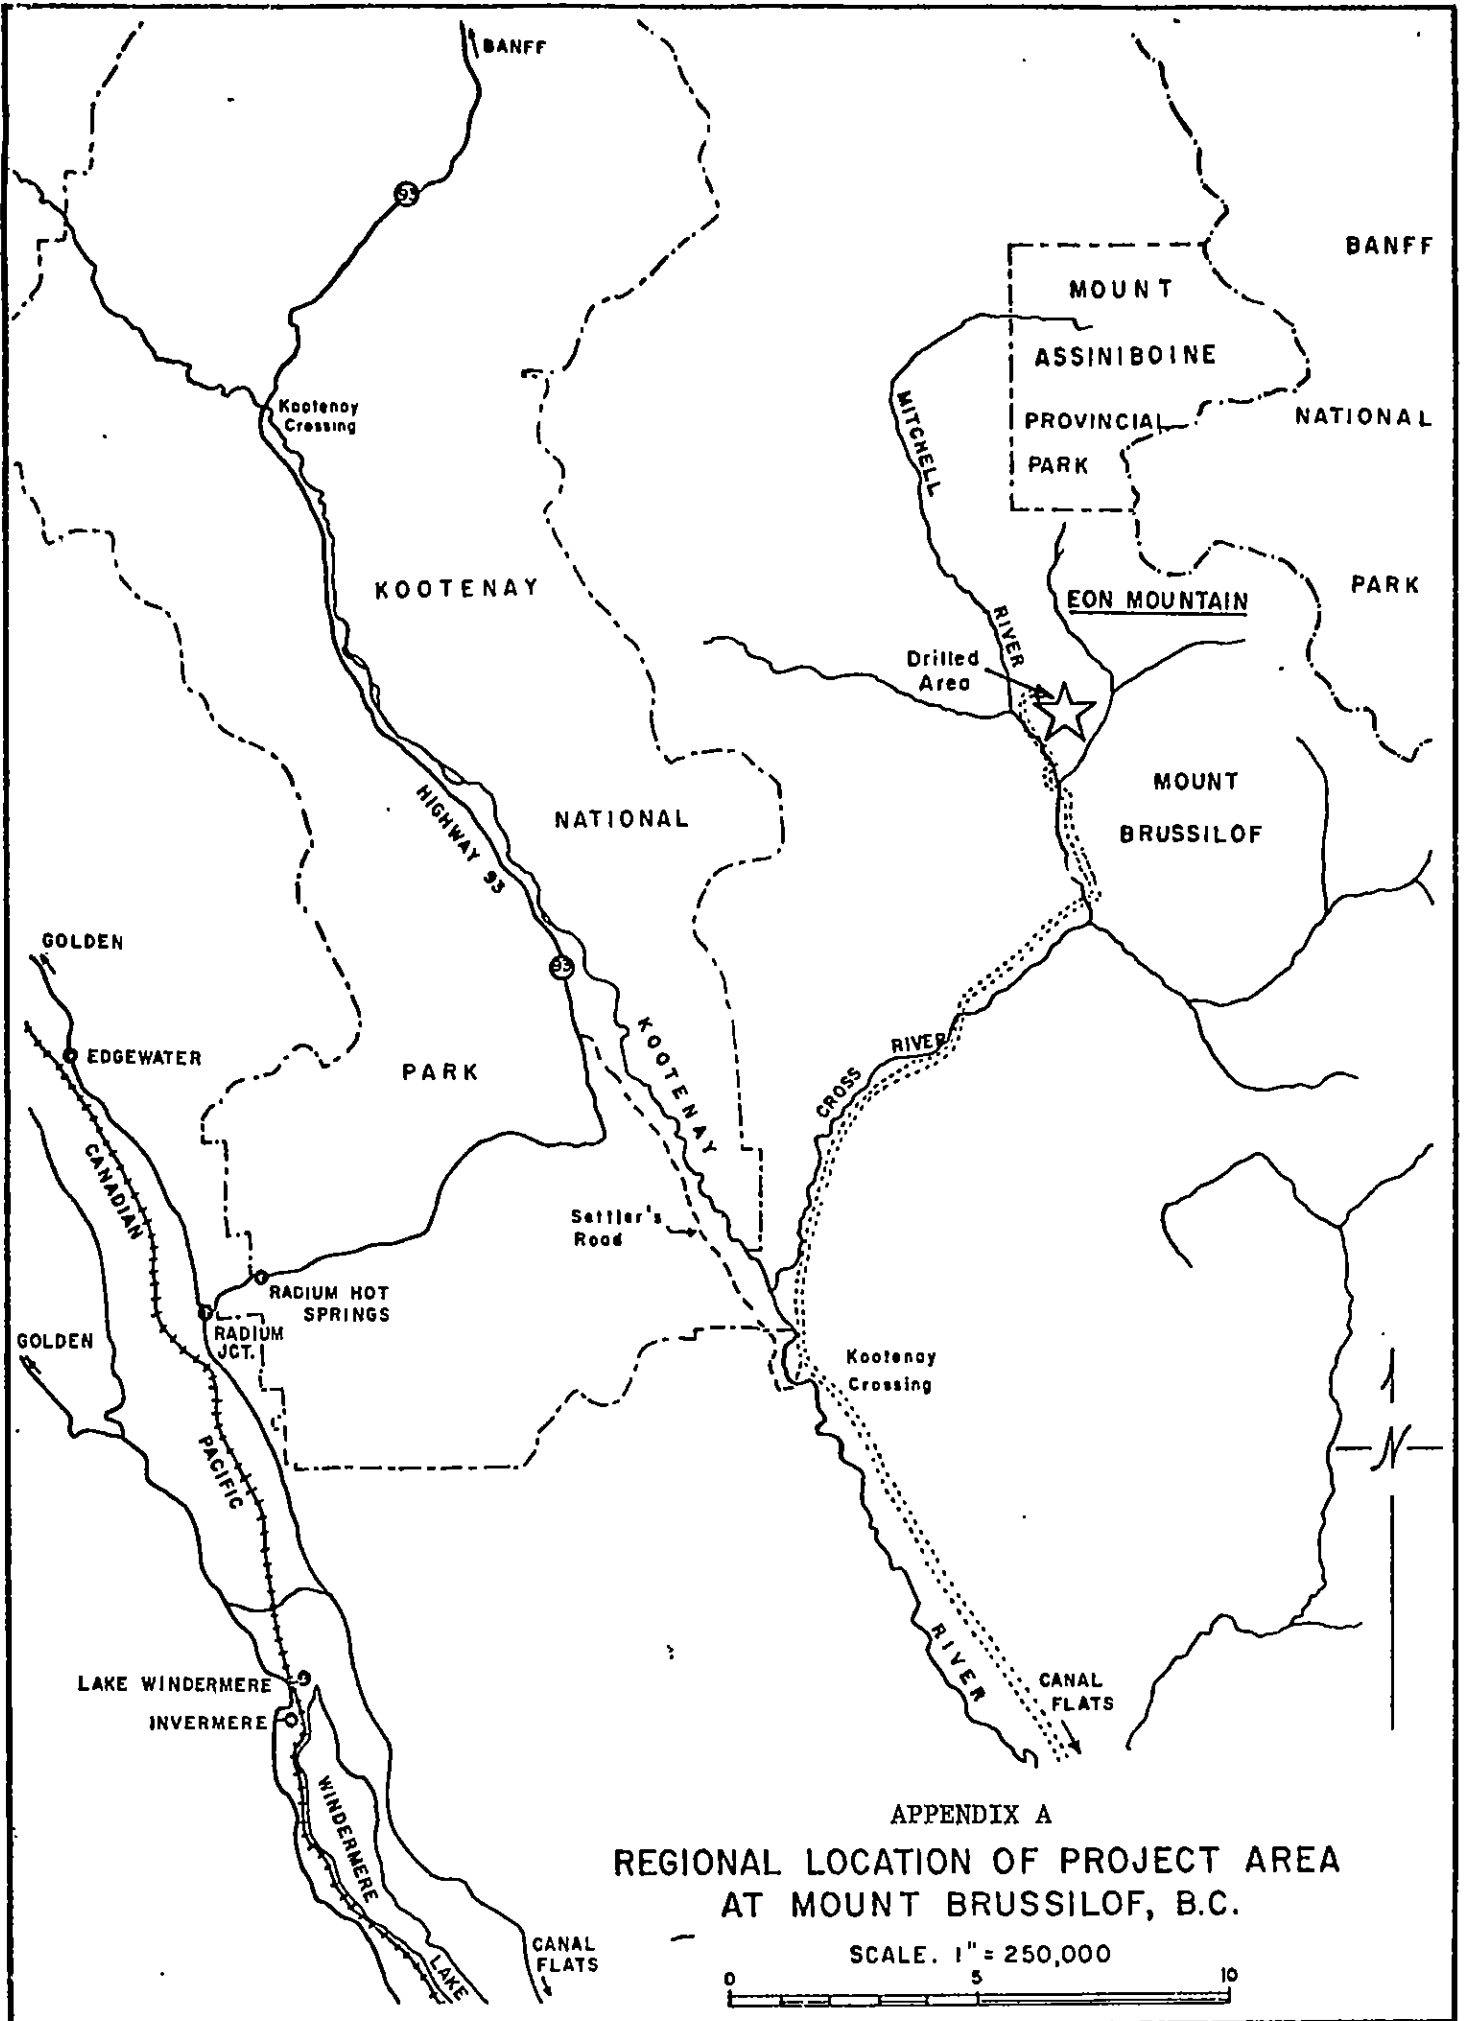 BANFF
93
BANFF
MOUNT
ASSINIBOINE
PROVINCIAL
PARK
NATIONAL
PARK
MITCHELL
RIVER
Kootenay
Crossing
KOOTENAY
EON MOUNTAIN
Drilled
Area
MOUNT
BRUSSILOF
HIGHWAY 93
NATIONAL
93
GOLDEN
EDGEWATER
PARK
KOOTENAY
CROSS
RIVER
CANADIAN
Settler's
Road
RADIUM HOT
SPRINGS
RADIUM
JCT.
GOLDEN
Kootenay
Crossing
N
PACIFIC
RIVER
LAKE WINDERMERE
INVERMERE
CANAL
FLATS
WINDERMERE
LAKE
CANAL
FLATS
APPENDIX A
REGIONAL LOCATION OF PROJECT AREA
AT MOUNT BRUSSILOF, B.C.
SCALE. 1" = 250,000
0 5 10